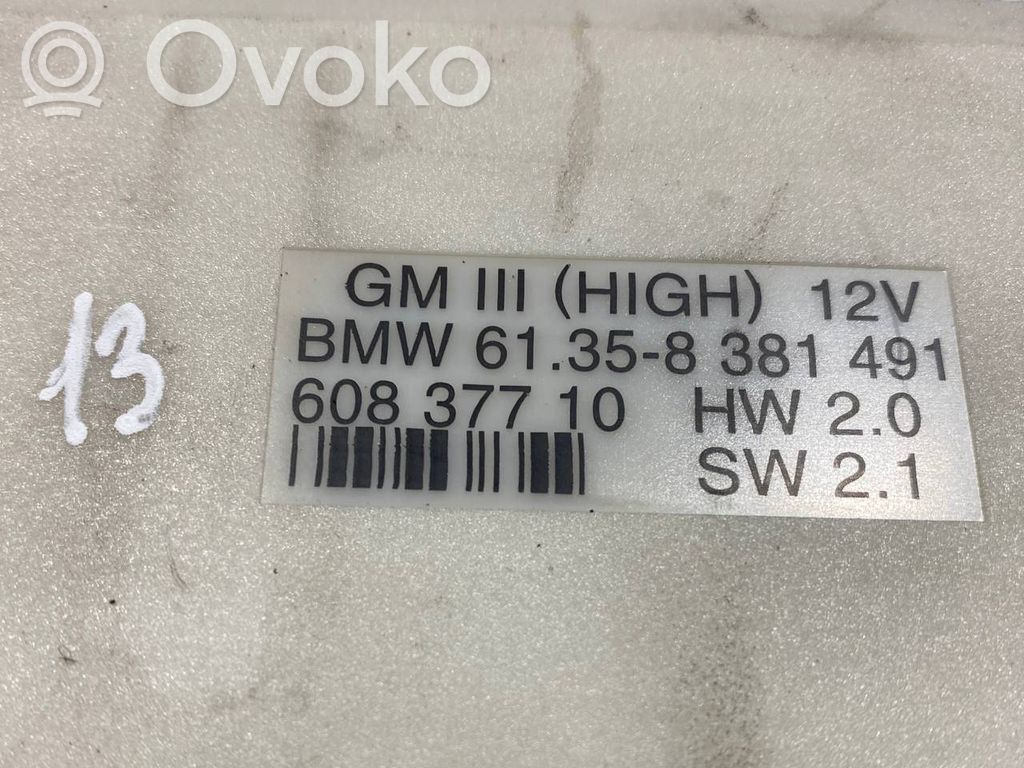 Ovoko
GM III (HIGH) 12V
BMW 61.35-8 381 491
608 377 10 HW 2.0
SW 2.1
13